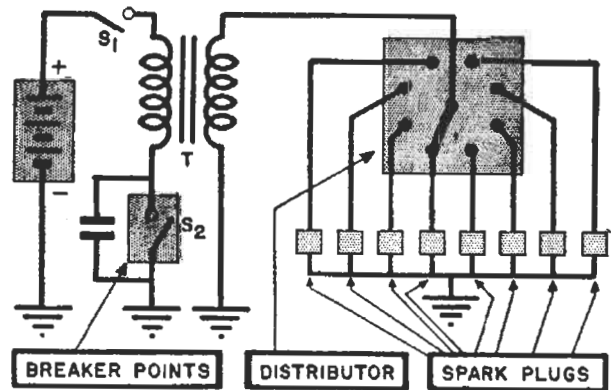 S1
+
T
-
S2
BREAKER POINTS
DISTRIBUTOR
SPARK PLUGS